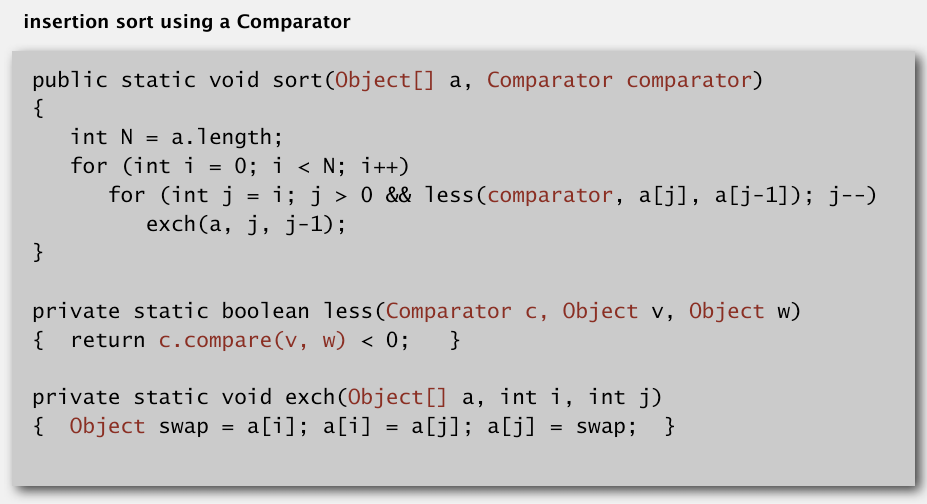 insertion sort using a Comparator
public static void sort(Object[] a, Comparator comparator)
{
   int N = a.length;
   for (int i = 0; i < N; i++)
      for (int j = i; j > 0 && less(comparator, a[j], a[j-1]); j--)
         exch(a, j, j-1);
}
private static boolean less(Comparator c, Object v, Object w)
{  return c.compare(v, w) < 0;   }
private static void exch(Object[] a, int i, int j)
{  Object swap = a[i]; a[i] = a[j]; a[j] = swap;  }